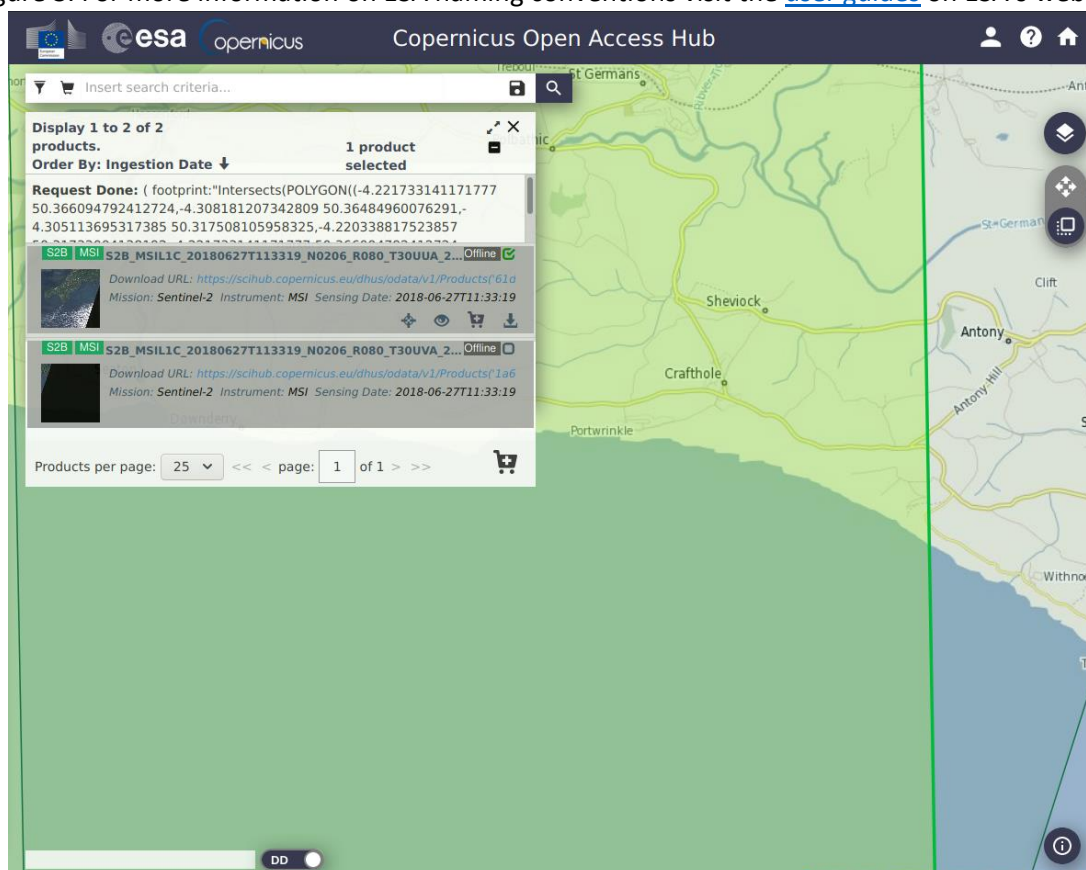 esa opernicus Copernicus Open Access Hub
Insert search criteria...
Display 1 to 2 of 2
products.
1 product
Order By: Ingestion Date
selected
Request Done: ( footprint:"Intersects(POLYGON((-4.221733141171777
50.366094792412724,-4.308181207342809 50.36484960076291,-
4.305113695317385 50.317508105958325,-4.220338817523857
S2B MSI S2B_MSIL1C_20180627T113319_N0206_R080_T30UUA_2... Offline
Download URL: https://scihub.copernicus.eu/dhus/odata/v1/Products('61d
Mission: Sentinel-2 Instrument: MSI Sensing Date: 2018-06-27T11:33:19
S2B MSI S2B_MSIL1C_20180627T113319_N0206_R080_T30UVA_2... Offline
Download URL: https://scihub.copernicus.eu/dhus/odata/v1/Products('1a6
Mission: Sentinel-2 Instrument: MSI Sensing Date: 2018-06-27T11:33:19
Products per page: 25 << < page: 1 of 1 > >>
St Germans
St German
Clift
Sheviock
Antony
Antony Hill
Crafthole
Portwrinkle
DD